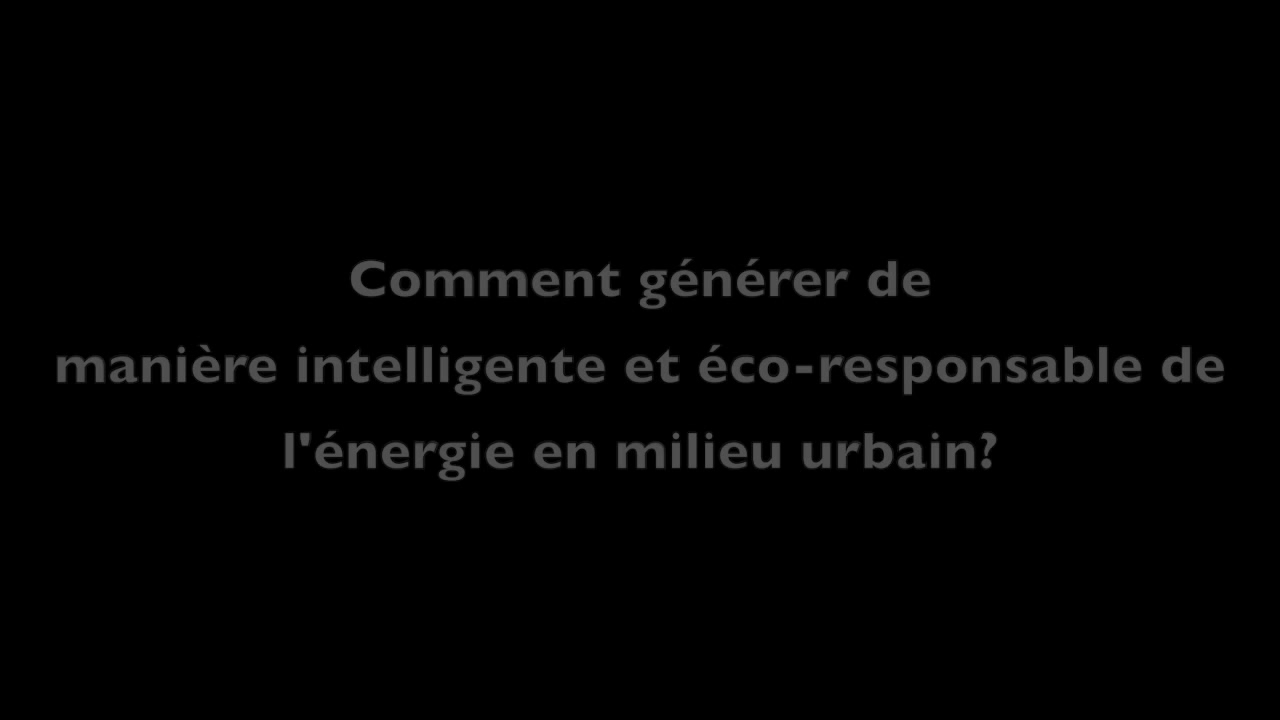 Comment générer de
manière intelligente et éco-responsable de
l'énergie en milieu urbain?